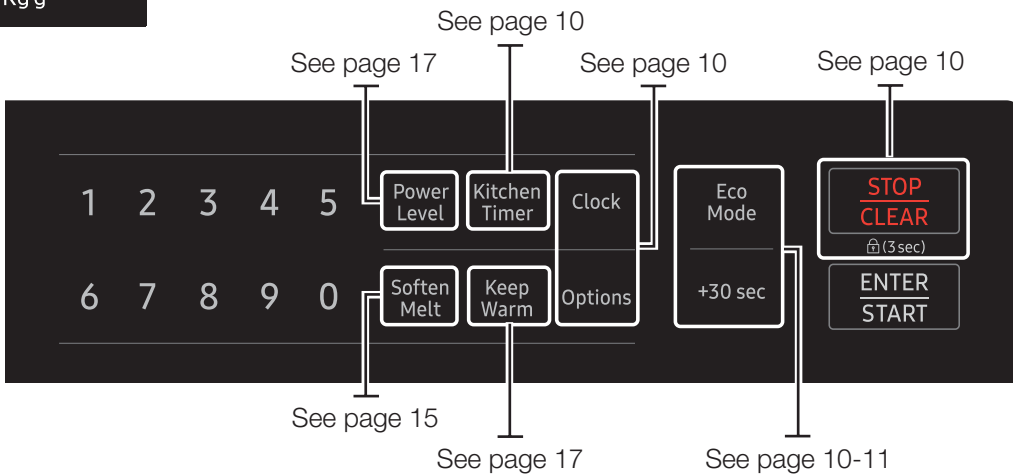 Kg g
See page 10
See page 17
See page 10
See page 10
1 2 3 4 5
Power
Level
Kitchen
Timer
Clock
Eco
Mode
STOP
CLEAR
(3 sec)
6 7 8 9 0
Soften
Melt
Keep
Warm
Options
+30 sec
ENTER
START
See page 15
See page 17
See page 10-11